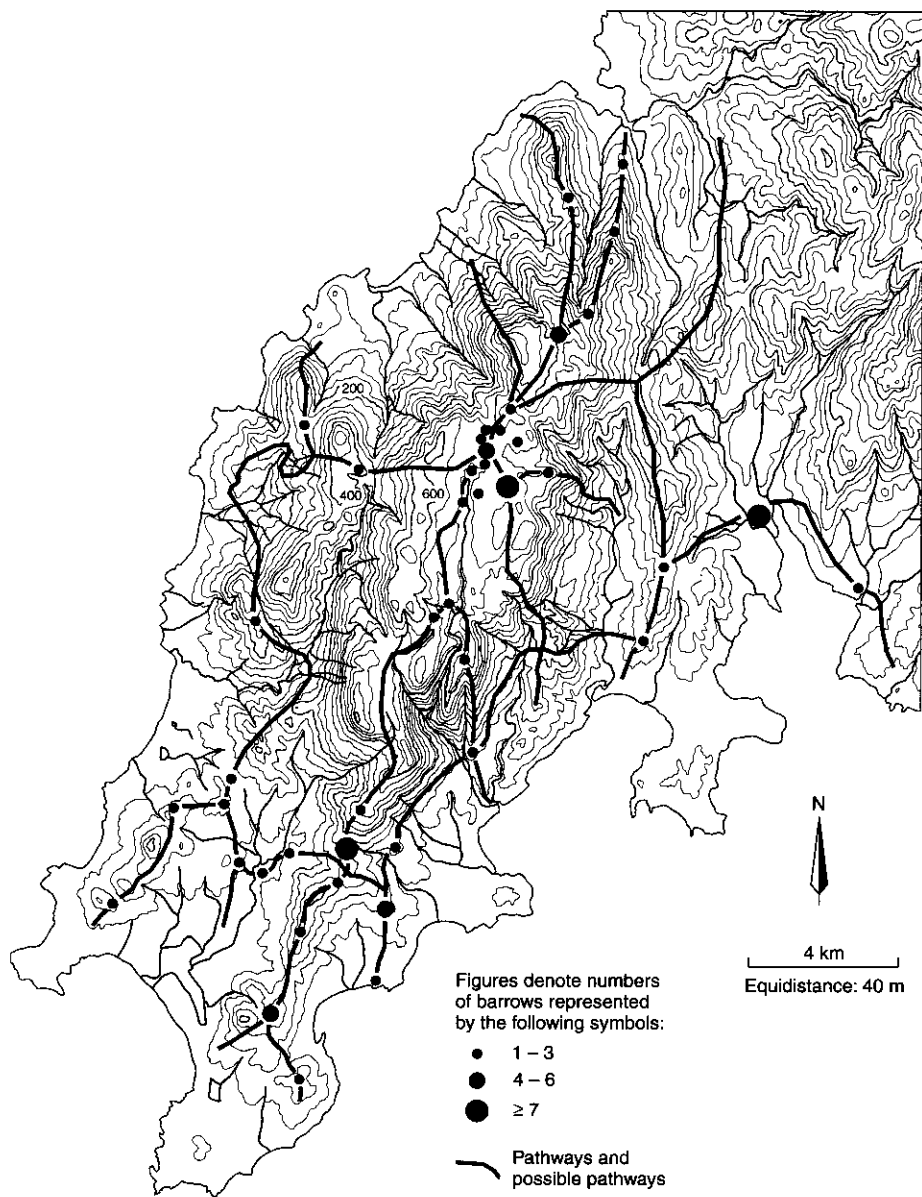 200
400
600
N
4 km
Equidistance: 40 m
Figures denote numbers
of barrows represented
by the following symbols:
1 – 3
4 – 6
≥ 7
Pathways and
possible pathways